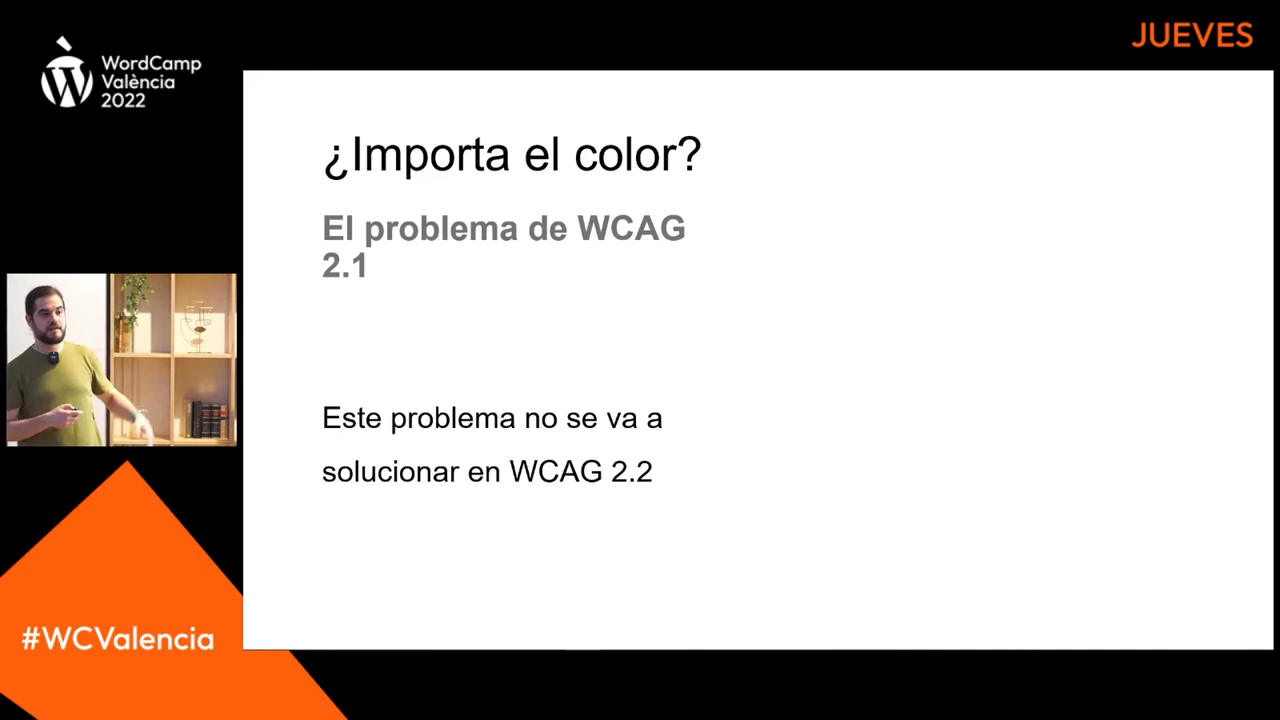 JUEVES
WordCamp
València
2022
¿Importa el color?
El problema de WCAG
2.1
Este problema no se va a
solucionar en WCAG 2.2
#WCValencia